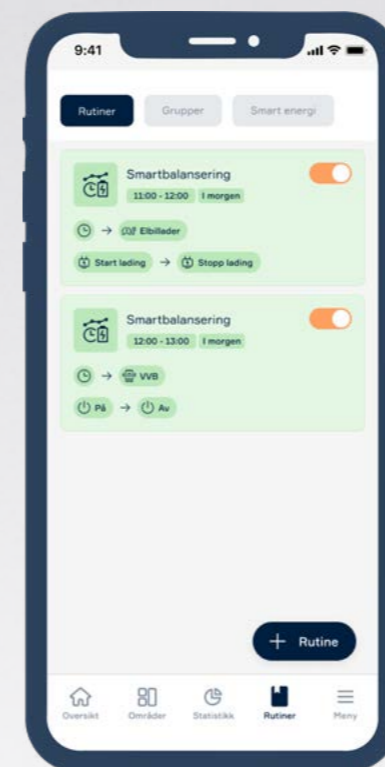 9:41
Rutiner Grupper Smart energi
Smartbalansering
11:00 - 12:00 I morgen
Elbillader
Start lading Stopp lading
Smartbalansering
12:00 - 13:00 I morgen
VVB
På Av
Rutine
Oversikt Områder Statistikk Rutiner Meny